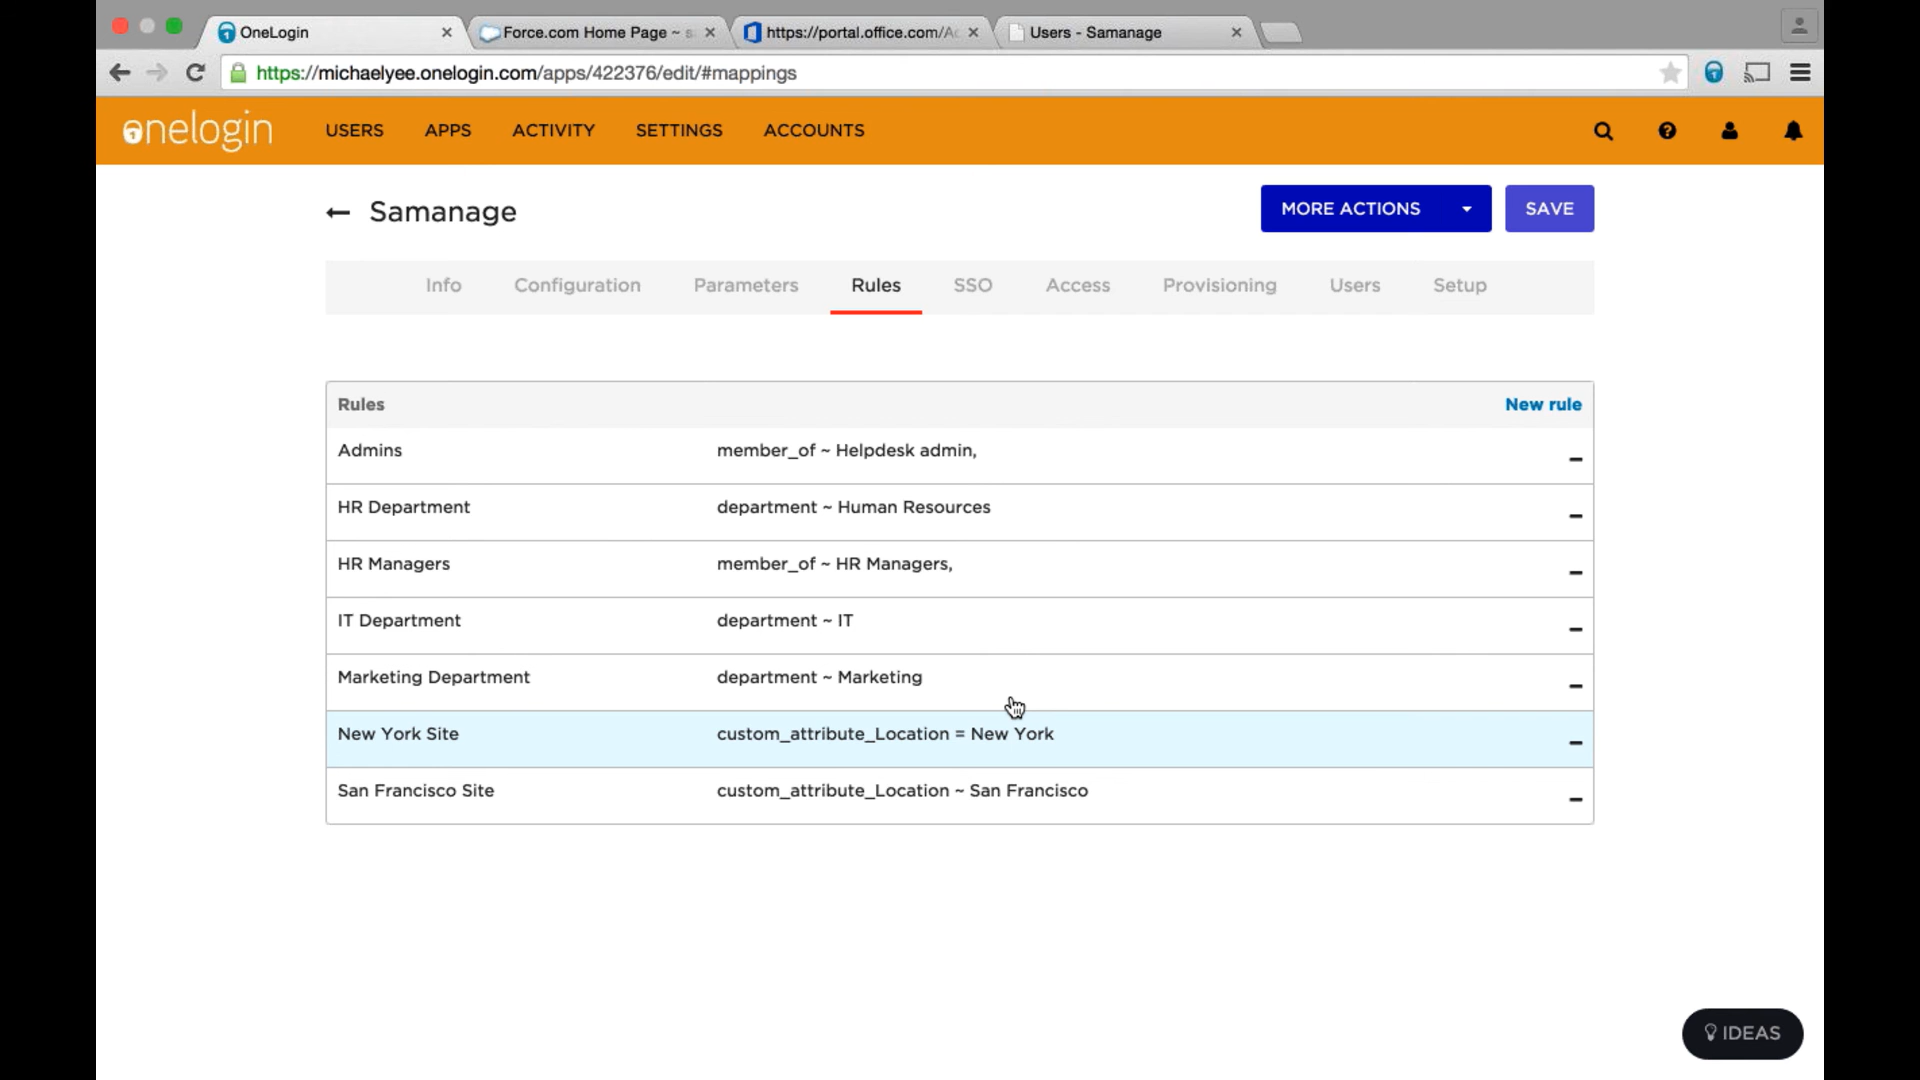 OneLogin
Force.com Home Page ~ s
https://portal.office.com/Ad
Users - Samanage
https://michaelyee.onelogin.com/apps/422376/edit/#mappings
onelogin USERS APPS ACTIVITY SETTINGS ACCOUNTS
Samanage
MORE ACTIONS
SAVE
Info Configuration Parameters Rules SSO Access Provisioning Users Setup
Rules New rule
Admins member_of ~ Helpdesk admin,
HR Department department ~ Human Resources
HR Managers member_of ~ HR Managers,
IT Department department ~ IT
Marketing Department department ~ Marketing
New York Site custom_attribute_Location = New York
San Francisco Site custom_attribute_Location ~ San Francisco
IDEAS